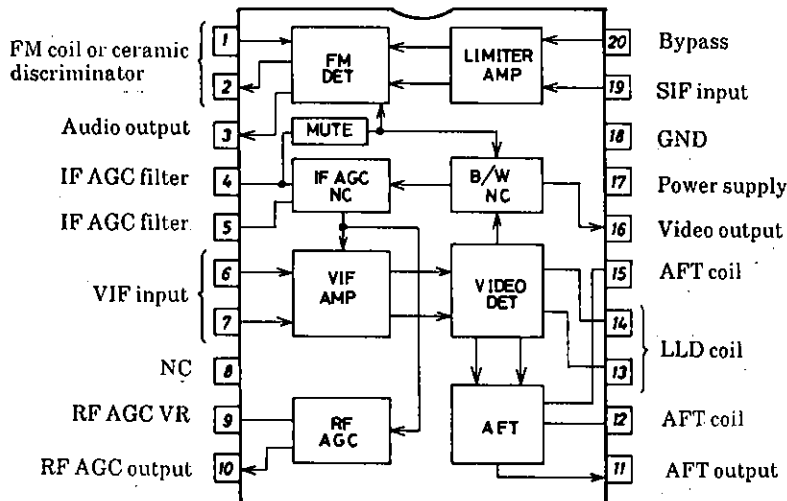 FM coil or ceramic
discriminator
Audio output
IF AGC filter
IF AGC filter
VIF input
NC
RF AGC VR
RF AGC output
1
2
3
4
5
6
7
8
9
10
FM
DET
LIMITER
AMP
MUTE
IF AGC
NC
B/W
NC
VIF
AMP
VIDEO
DET
RF
AGC
AFT
20
19
18
17
16
15
14
13
12
11
Bypass
SIF input
GND
Power supply
Video output
AFT coil
LLD coil
AFT coil
AFT output